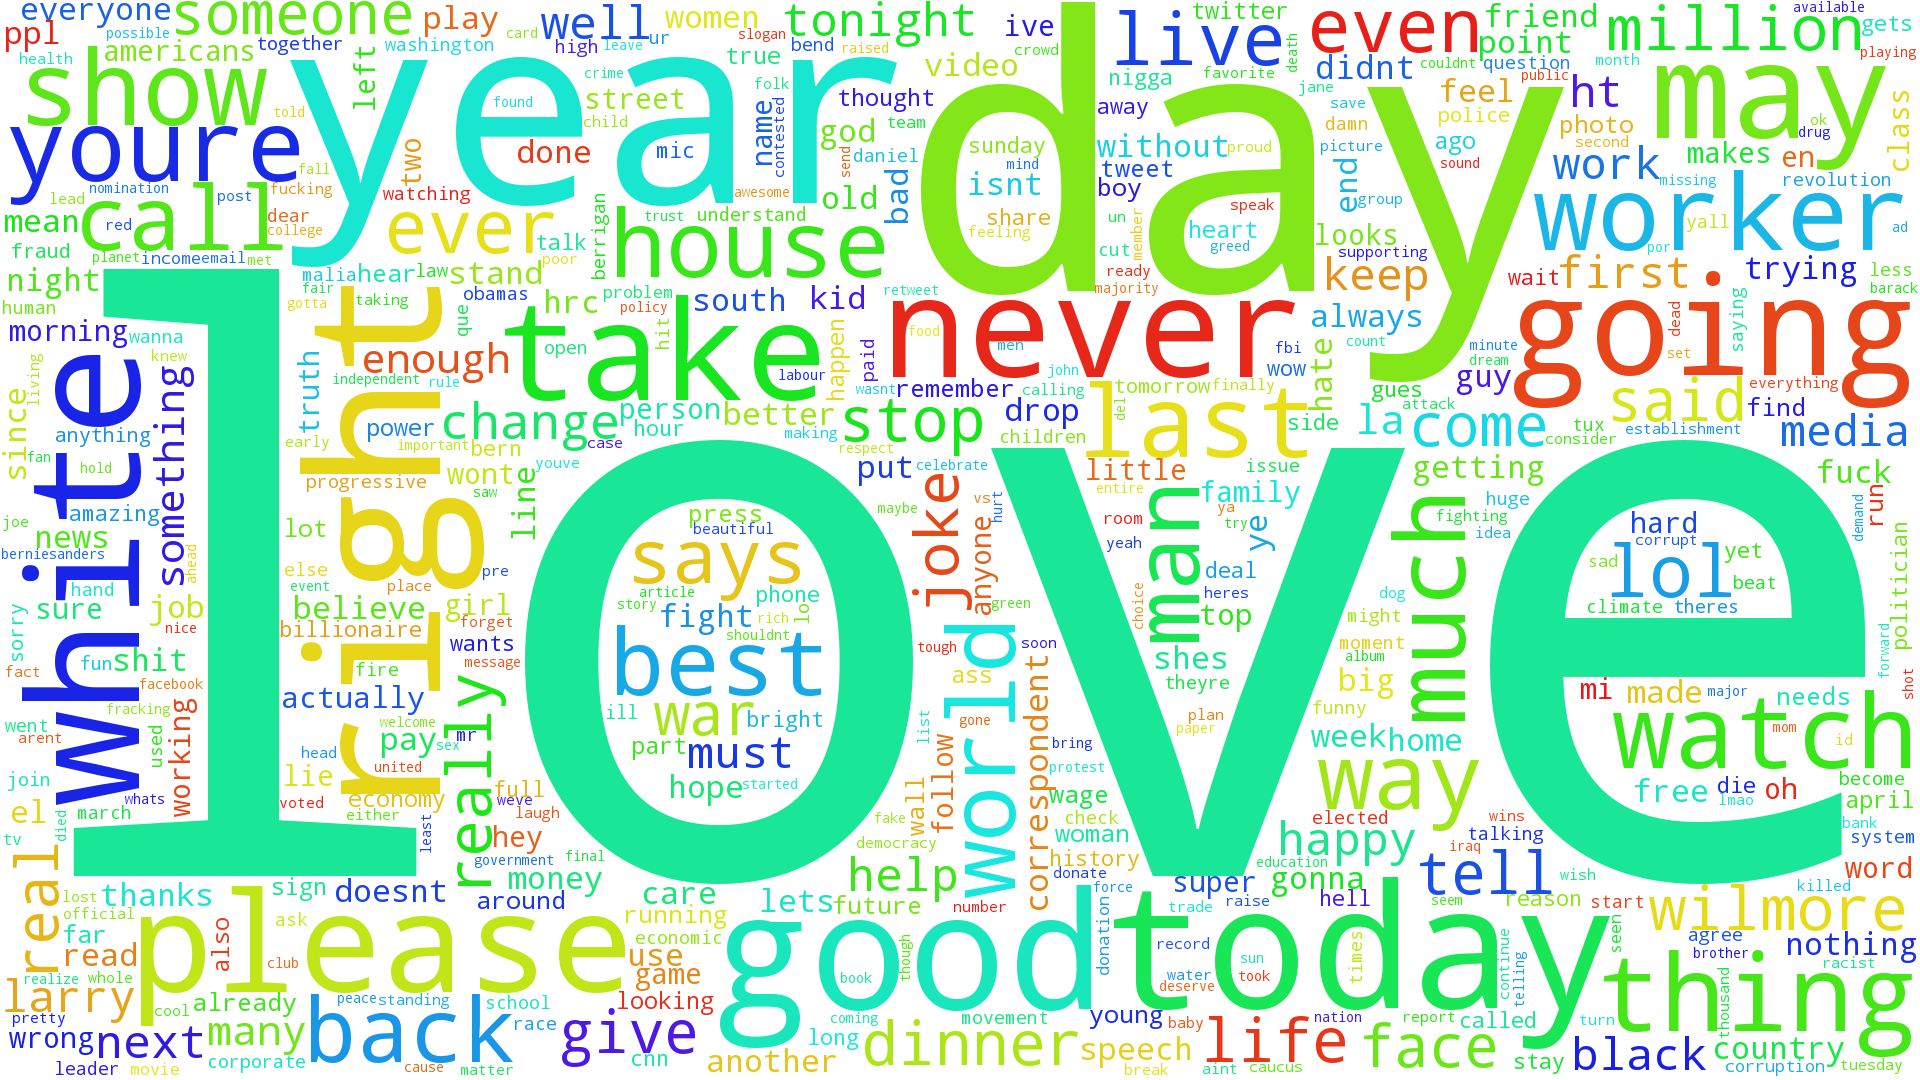 everyone
someone
play
well
women
tonight
ive
twitter
live
even
friend
million
available
gets
ppl
possible
americans
together
washington
card
high
leave
ur
slogan
bend
raised
crowd
death
didnt
point
question
month
playing
health
show
left
year
true
crime
folk
video
day
nigga
favorite
couldnt
public
may
youre
told
found
street
child
name
contested
thought
god
team
away
jane
save
damn
feel
police
ht
photo
second
ok
drug
class
two
done
mic
send
daniel
sunday
mind
isnt
without
proud
tweet
picture
ago
sound
work
makes
en
missing
revolution
lead
nomination
call
post
fall
fucking
watching
awesome
old
bad
share
feeling
boy
un
speak
end
group
worker
yall
ad
mean
red
dear
college
ever
trust
understand
house
heart
greed
looks
supporting
por
fraud
planet
income
email
met
talk
poor
berrigan
cut
member
ready
majority
keep
wait
first
trying
less
barack
night
malia
fair
hear
law
stand
obamas
hrc
problem
policy
south
kid
retweet
human
gotta
taking
que
take
hit
never
always
going
dead
saying
morning
wanna
knew
right
truth
enough
open
labour
happen
paid
food
men
fbi
wow
count
minute
dream
set
living
white
something
independent
rule
remember
wasnt
john
calling
tomorrow
finally
hate
gues
guy
everything
since
anything
power
change
person
hour
better
making
stop
drop
children
last
del
side
la
attack
come
said
tux
consider
find
establishment
media
fan
hold
early
important
bern
case
respect
love
progressive
wont
saw
line
youve
put
celebrate
little
entire
issue
getting
fuck
joe
amazing
news
lot
press
beautiful
maybe
joke
vs
hurt
room
man
family
ya
try
ye
much
huge
fighting
idea
hard
corrupt
demand
run
berniesanders
ahead
hand
else
event
place
pre
says
anyone
yeah
deal
heres
dog
sad
lol
yet
beat
politician
sorry
sure
job
believe
girl
article
story
fight
phone
lo
green
choice
top
might
climate
theres
nice
billionaire
forget
rich
shouldnt
world
tough
soon
moment
fact
fun
shit
fire
wants
message
best
ass
shes
theyre
album
big
forward
shot
facebook
fracking
actually
really
welcome
ill
war
bright
list
gone
correspondent
plan
paper
funny
mi
made
major
needs
went
arent
used
working
head
pay
sex
mr
part
must
bring
week
home
watch
mom
id
join
lie
united
full
hope
started
wall
follow
protest
way
free
die
lmao
oh
become
el
march
whats
voted
economy
either
weve
laugh
fake
wage
check
elected
wins
april
bank
tv
died
least
hey
democracy
woman
happy
iraq
talking
system
real
government
final
history
education
lost
thanks
sign
doesnt
money
care
help
donate
force
super
gonna
tell
wish
word
killed
official
please
ask
around
running
lets
future
number
donation
trade
raise
hell
seem
reason
start
wilmore
far
also
economic
good
though
record
today
continue
seen
agree
brother
nothing
realize
read
whole
club
use
game
book
water
deserve
sun
took
times
telling
racist
larry
cool
already
peace
standing
school
looking
thing
pretty
many
back
race
give
coming
movement
young
baby
life
nation
report
called
turn
thousand
wrong
next
corporate
cnn
long
dinner
speech
face
stay
black
country
leader
movie
cause
matter
another
break
aint
caucus
corruption
tuesday